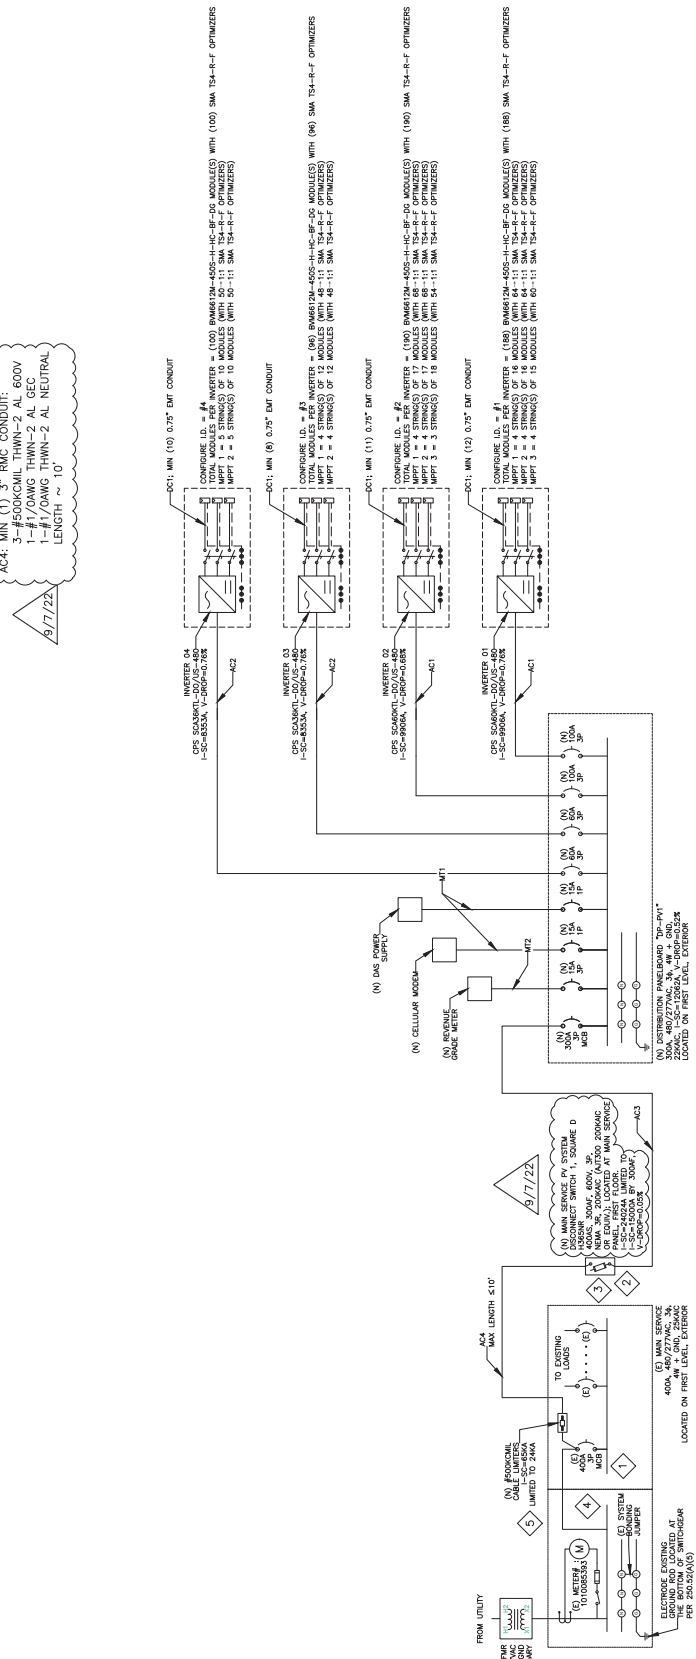 AC4: MIN (1) 3" RMC CONDUIT:
3-#500KCMIL THWN-2 AL 600V
1-#1/0AWG THWN-2 AL GEC
1-#1/0AWG THWN-2 AL NEUTRAL
LENGTH ~ 10'
9/7/22
DC1; MIN (10) 0.75" EMT CONDUIT
CONFIGURE I.D. = #4
TOTAL MODULES PER INVERTER = (100) BVM6612M-450S-H-HC-BF-DG MODULE(S) WITH (100) SMA TS4-R-F OPTIMIZERS
MPPT 1 = 5 STRING(S) OF 10 MODULES (WITH 50-1:1 SMA TS4-R-F OPTIMIZERS)
MPPT 2 = 5 STRING(S) OF 10 MODULES (WITH 50-1:1 SMA TS4-R-F OPTIMIZERS)
INVERTER 04
CPS SCA36KTL-DO/US-480
I-SC=8353A, V-DROP=0.76%
AC2
DC1; MIN (8) 0.75" EMT CONDUIT
CONFIGURE I.D. = #3
TOTAL MODULES PER INVERTER = (96) BVM6612M-450S-H-HC-BF-DG MODULE(S) WITH (96) SMA TS4-R-F OPTIMIZERS
MPPT 1 = 4 STRING(S) OF 12 MODULES (WITH 48-1:1 SMA TS4-R-F OPTIMIZERS)
MPPT 2 = 4 STRING(S) OF 12 MODULES (WITH 48-1:1 SMA TS4-R-F OPTIMIZERS)
INVERTER 03
CPS SCA36KTL-DO/US-480
I-SC=8353A, V-DROP=0.76%
AC2
DC1; MIN (11) 0.75" EMT CONDUIT
CONFIGURE I.D. = #2
TOTAL MODULES PER INVERTER = (190) BVM6612M-450S-H-HC-BF-DG MODULE(S) WITH (190) SMA TS4-R-F OPTIMIZERS
MPPT 1 = 4 STRING(S) OF 17 MODULES (WITH 68-1:1 SMA TS4-R-F OPTIMIZERS)
MPPT 2 = 4 STRING(S) OF 17 MODULES (WITH 68-1:1 SMA TS4-R-F OPTIMIZERS)
MPPT 3 = 3 STRING(S) OF 18 MODULES (WITH 54-1:1 SMA TS4-R-F OPTIMIZERS)
INVERTER 02
CPS SCA60KTL-DO/US-480
I-SC=9906A, V-DROP=0.68%
AC1
DC1; MIN (12) 0.75" EMT CONDUIT
CONFIGURE I.D. = #1
TOTAL MODULES PER INVERTER = (188) BVM6612M-450S-H-HC-BF-DG MODULE(S) WITH (188) SMA TS4-R-F OPTIMIZERS
MPPT 1 = 4 STRING(S) OF 16 MODULES (WITH 64-1:1 SMA TS4-R-F OPTIMIZERS)
MPPT 2 = 4 STRING(S) OF 16 MODULES (WITH 64-1:1 SMA TS4-R-F OPTIMIZERS)
MPPT 3 = 4 STRING(S) OF 15 MODULES (WITH 60-1:1 SMA TS4-R-F OPTIMIZERS)
INVERTER 01
CPS SCA60KTL-DO/US-480
I-SC=9906A, V-DROP=0.76%
AC1
(N) DAS POWER
SUPPLY
(N) CELLULAR MODEM
(N) REVENUE
GRADE METER
MT1
MT2
(N)
300A
3P
MCB
(N)
15A
3P
(N)
15A
1P
(N)
15A
1P
(N)
60A
3P
(N)
60A
3P
(N)
100A
3P
(N)
100A
3P
(N) DISTRIBUTION PANELBOARD "DP-PV1"
300A, 480/277VAC, 3ϕ, 4W + GND,
22KAIC, I-SC=12062A, V-DROP=0.52%
LOCATED ON FIRST LEVEL, EXTERIOR
9/7/22
(N) MAIN SERVICE PV SYSTEM
DISCONNECT SWITCH 1, SQUARE D
H365NR
400AS, 300AF, 600V, 3P,
NEMA 3R, 200KAIC (AJT300 200KAIC
OR EQUIV.); LOCATED AT MAIN SERVICE
PANEL, FIRST FLOOR.
I-SC=24024A LIMITED TO
I-SC=15000A BY 300AF,
V-DROP=0.05%
AC3
3
2
AC4
MAX LENGTH ≤10'
TO EXISTING
LOADS
(E)
(E)
(N) #500KCMIL
CABLE LIMITERS
I-SC=65KA
LIMITED TO 24KA
(E)
400A
3P
MCB
1
5
4
(E) MAIN SERVICE
400A, 480/277VAC, 3ϕ,
4W + GND, 25KAIC
LOCATED ON FIRST LEVEL, EXTERIOR
FROM UTILITY
H1
H2
X1
X2
FMR
VAC
GND
ARY
M
(E) METER# :
1010085393
(E) SYSTEM
BONDING
JUMPER
ELECTRODE EXISTING
GROUND ROD LOCATED AT
THE BOTTOM OF SWITCHGEAR
PER 250.52(A)(5)